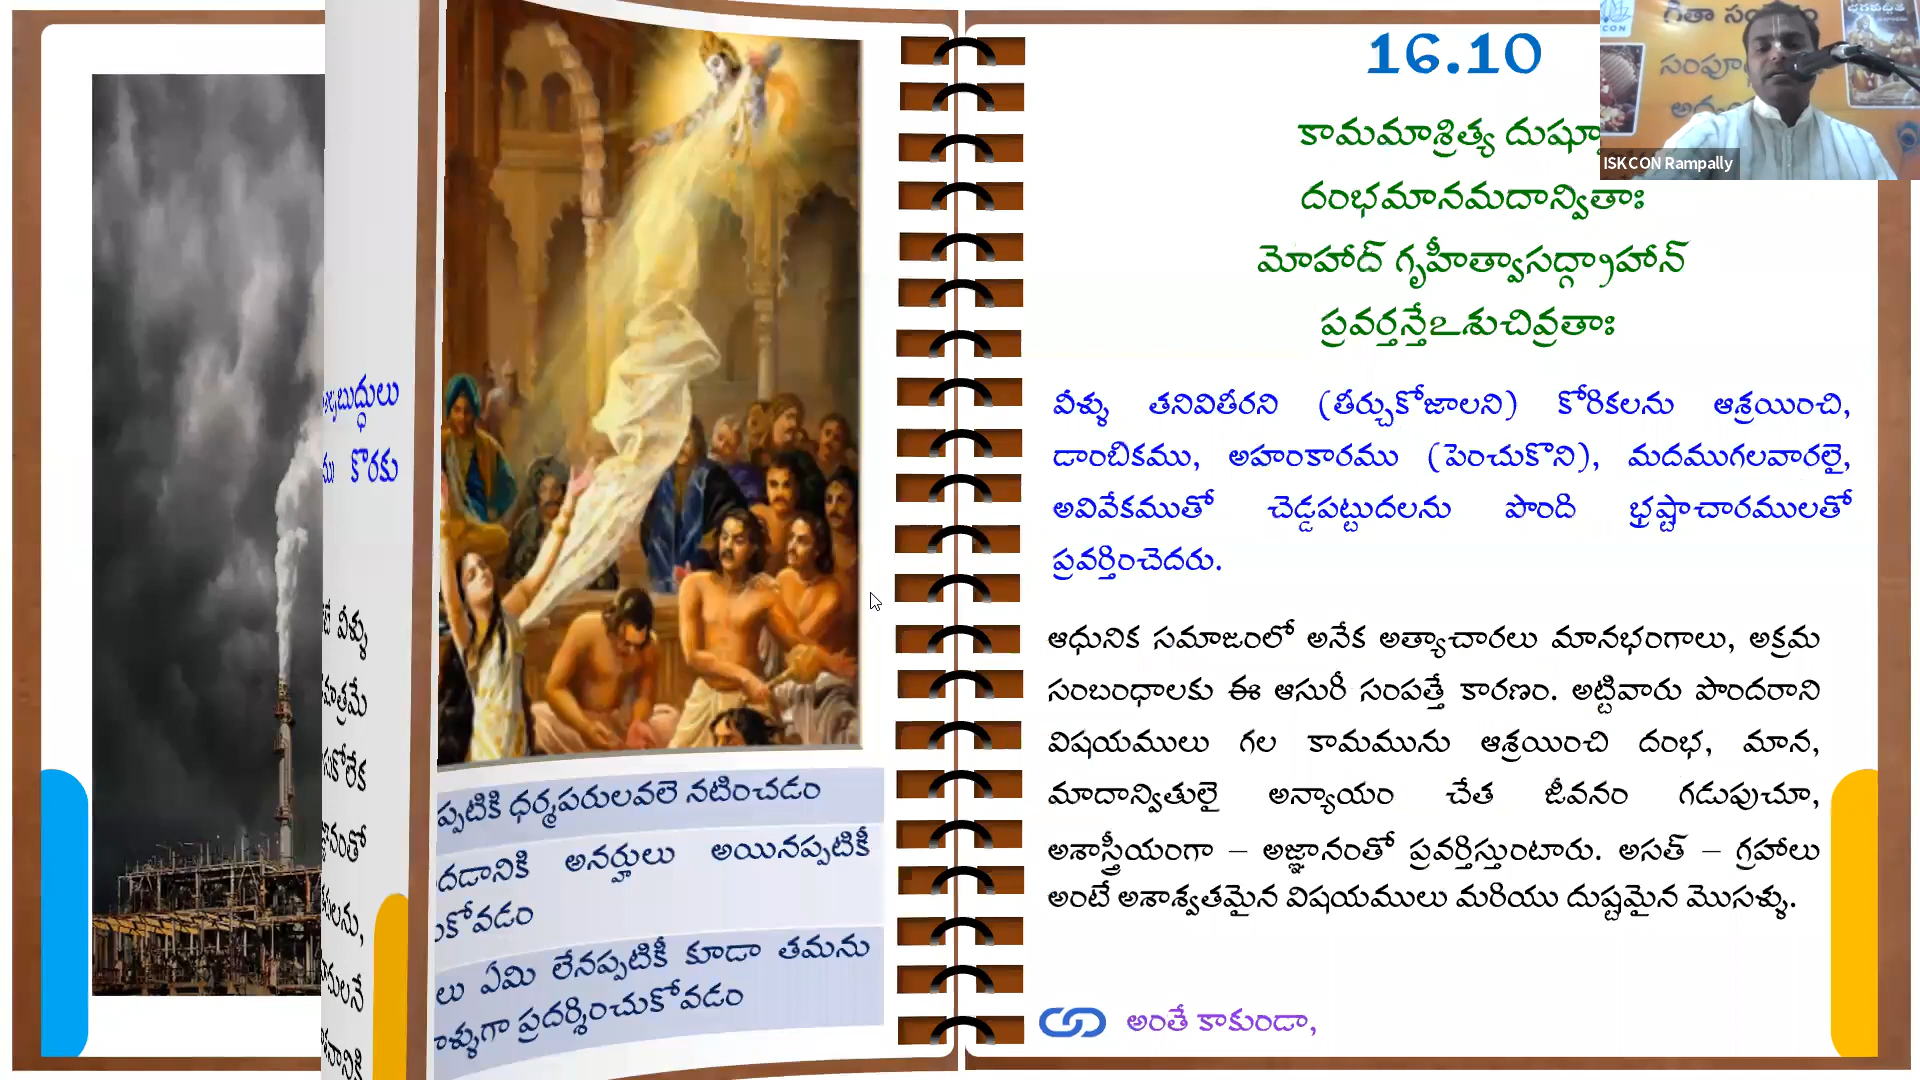 బుద్ధులు
కొరకు
వీళ్ళు
ప్పటికి ధర్మపరులవలె నటించడం
దడానికి అనర్హులు అయినప్పటికీ
కోవడం
లు ఏమి లేనప్పటికీ కూడా తమను
ప్రదర్శించుకోవడం
16.10
కామమాశ్రిత్య
దంభమానమదాన్వితాః
మోహాద్ గృహీత్వాసద్గ్రాహాన్
ప్రవర్తన్తేఽశుచివ్రతాః
వీళ్ళు తనివితీరని (తీర్చుకోజాలని) కోరికలను ఆశ్రయించి,
డాంబికము, అహంకారము (పెంచుకొని), మదముగలవారలై,
అవివేకముతో చెడ్డపట్టుదలను పొంది భ్రష్టాచారములతో
ప్రవర్తించెదరు.
ఆధునిక సమాజంలో అనేక అత్యాచారలు మానభంగాలు, అక్రమ
సంబంధాలకు ఈ ఆసురీ సంపత్తే కారణం. అట్టివారు పొందరాని
విషయములు గల కామమును ఆశ్రయించి దంభ, మాన,
మాదాన్వితులై అన్యాయం చేత జీవనం గడుపుచూ,
అశాస్త్రీయంగా – అజ్ఞానంతో ప్రవర్తిస్తుంటారు. అసత్ – గ్రహాలు
అంటే అశాశ్వతమైన విషయములు మరియు దుష్టమైన మొసళ్ళు.
అంతే కాకుండా,
గీతా
ISKCON Rampally